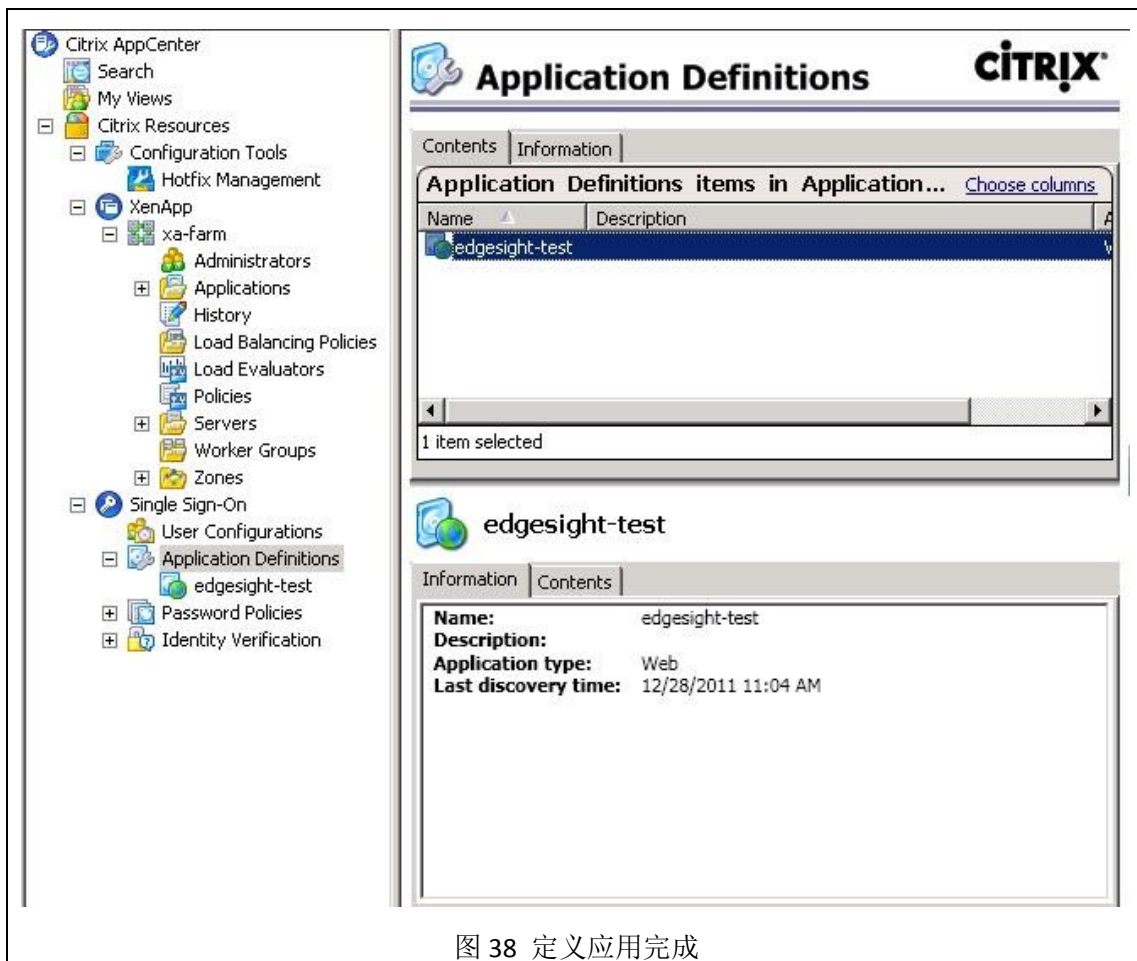 Citrix AppCenter
Search
My Views
Citrix Resources
Configuration Tools
Hotfix Management
XenApp
xa-farm
Administrators
Applications
History
Load Balancing Policies
Load Evaluators
Policies
Servers
Worker Groups
Zones
Single Sign-On
User Configurations
Application Definitions
edgesight-test
Password Policies
Identity Verification
Application Definitions
CİTRIX
Contents Information
Application Definitions items in Application... Choose columns
Name Description A
edgesight-test
1 item selected
edgesight-test
Information Contents
Name: edgesight-test
Description:
Application type: Web
Last discovery time: 12/28/2011 11:04 AM
图 38 定义应用完成